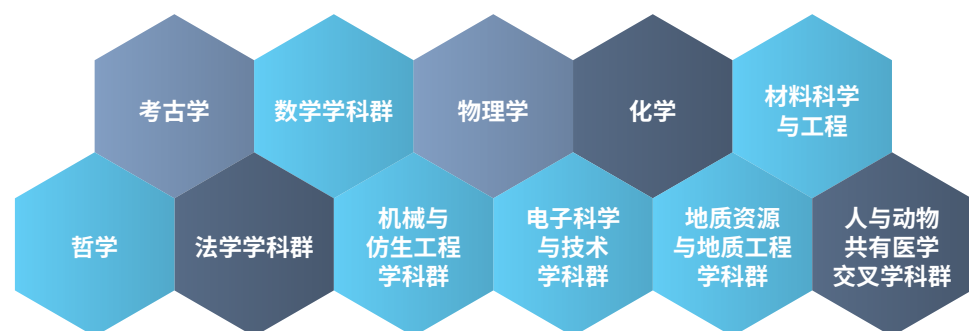 考古学
数学学科群
物理学
化学
材料科学
与工程
哲学
法学学科群
机械与
仿生工程
学科群
电子科学
与技术
学科群
地质资源
与地质工程
学科群
人与动物
共有医学
交叉学科群